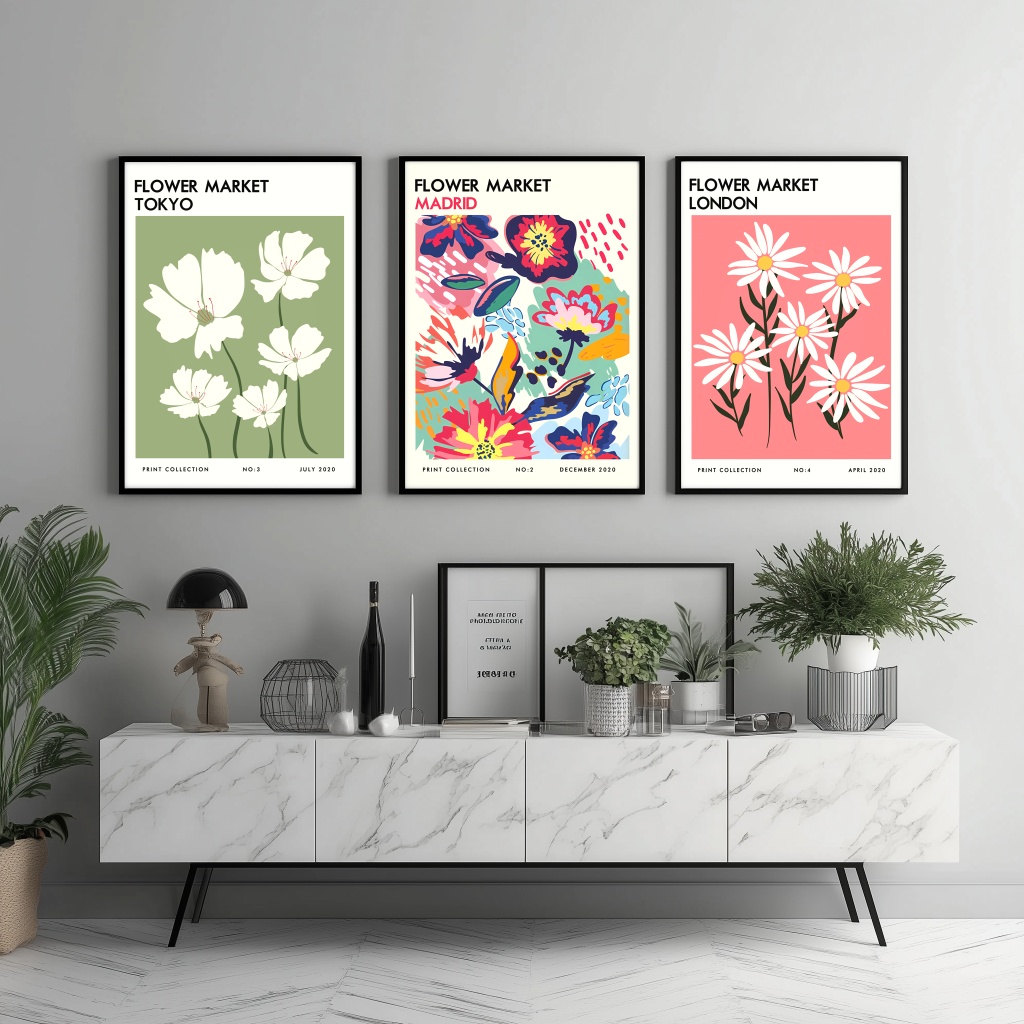 FLOWER MARKET
TOKYO
PRINT COLLECTION NO:3 JULY 2020
FLOWER MARKET
MADRID
PRINT COLLECTION NO:2 DECEMBER 2020
FLOWER MARKET
LONDON
PRINT COLLECTION NO:4 APRIL 2020